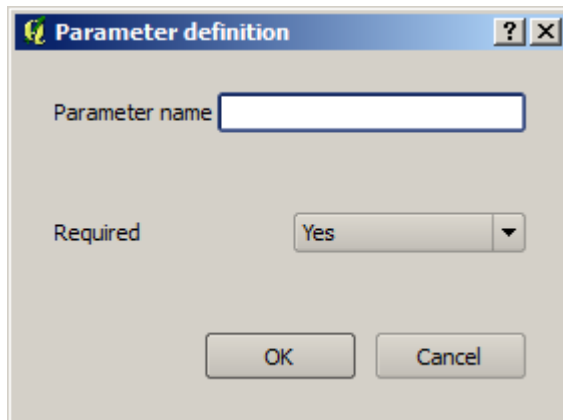 Parameter definition
Parameter name
Required Yes
OK Cancel